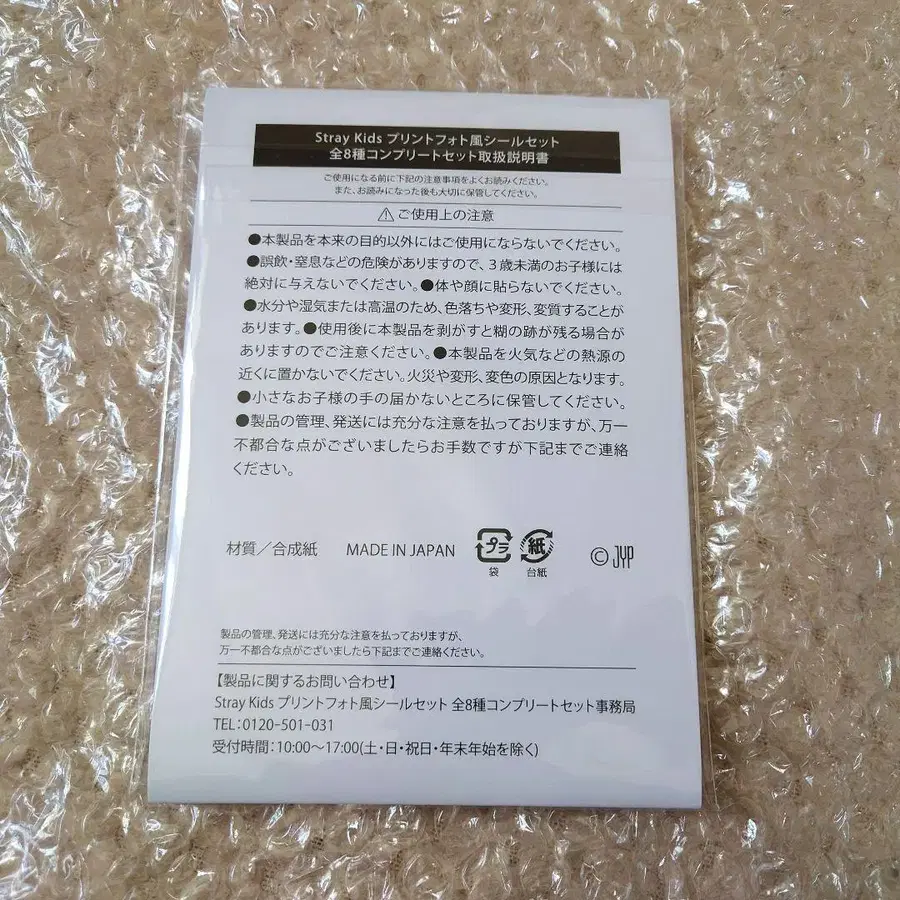 Stray Kids プリントフォト風シールセット
全8種コンプリートセット取扱説明書
ご使用になる前に下記の注意事項をよくお読みください。
また、お読みになった後も大切に保管してください。
⚠ご使用上の注意
●本製品を本来の目的以外にはご使用にならないでください。
●誤飲・窒息などの危険がありますので、3歳未満のお子様には
絶対に与えないでください。●体や顔に貼らないでください。
●水分や湿気または高温のため、色落ちや変形、変質することが
あります。●使用後に本製品を剥がすと糊の跡が残る場合が
ありますのでご注意ください。●本製品を火気などの熱源の
近くに置かないでください。火災や変形、変色の原因となります。
●小さなお子様の手の届かないところに保管してください。
●製品の管理、発送には充分な注意を払っておりますが、万一
不都合な点がございましたらお手数ですが下記までご連絡
ください。
材質/合成紙 MADE IN JAPAN プラ 紙 © JYP
袋 台紙
製品の管理、発送には充分な注意を払っておりますが、
万一不都合な点がございましたら下記までご連絡ください。
【製品に関するお問い合わせ】
Stray Kids プリントフォト風シールセット 全8種コンプリートセット事務局
TEL:0120-501-031
受付時間:10:00~17:00(土・日・祝日・年末年始を除く)